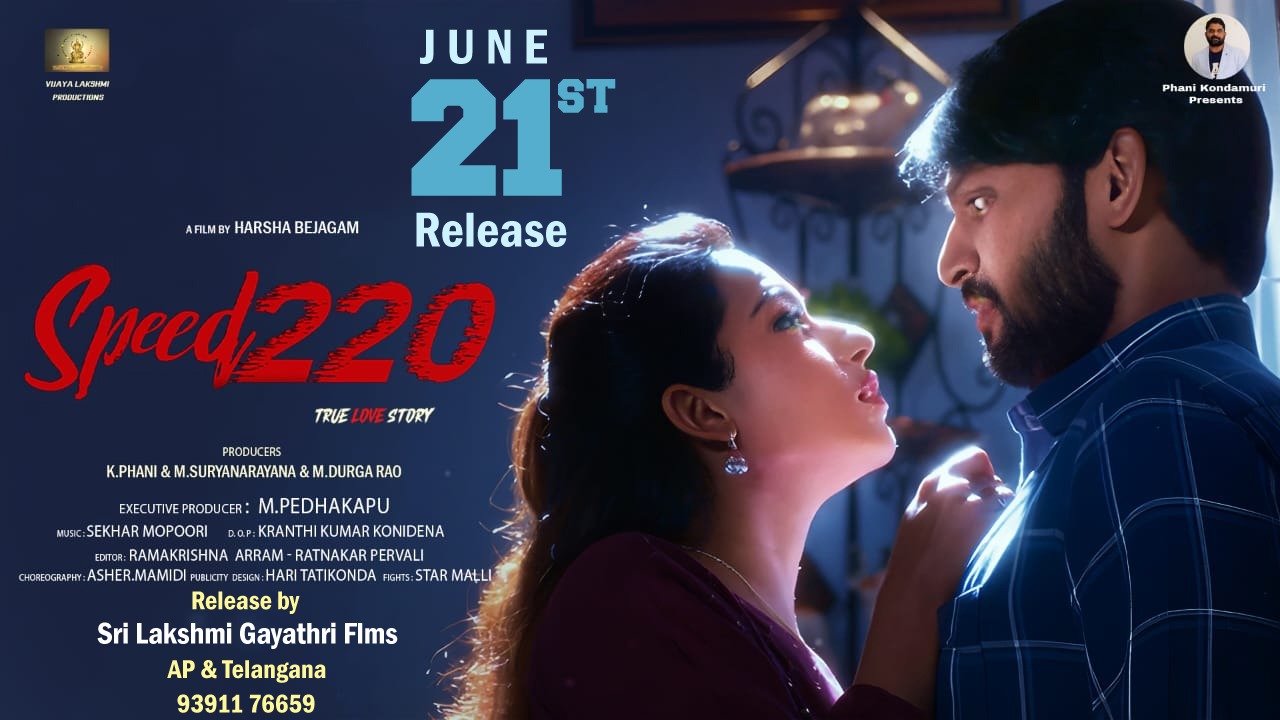 VIJAYA LAKSHMI
PRODUCTIONS
JUNE
21ST
Release
Phani Kondamuri
Presents
A FILM BY HARSHA BEJAGAM
Speed220
TRUE LOVE STORY
PRODUCERS
K.PHANI & M.SURYANARAYANA & M.DURGA RAO
EXECUTIVE PRODUCER : M.PEDHAKAPU
MUSIC : SEKHAR MOPOORI D. O. P : KRANTHI KUMAR KONIDENA
EDITOR : RAMAKRISHNA ARRAM - RATNAKAR PERVALI
CHOREOGRAPHY : ASHER.MAMIDI PUBLICITY DESIGN : HARI TATIKONDA FIGHTS : STAR MALLI
Release by
Sri Lakshmi Gayathri Flms
AP & Telangana
93911 76659